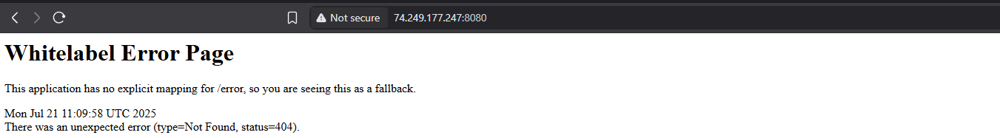 Not secure 74.249.177.247:8080
Whitelabel Error Page
This application has no explicit mapping for /error, so you are seeing this as a fallback.
Mon Jul 21 11:09:58 UTC 2025
There was an unexpected error (type=Not Found, status=404).